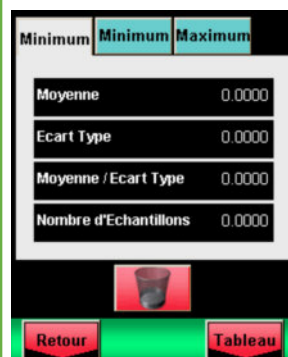 Minimum Minimum Maximum
Moyenne 0.0000
Ecart Type 0.0000
Moyenne / Ecart Type 0.0000
Nombre d'Echantillons 0.0000
Retour Tableau